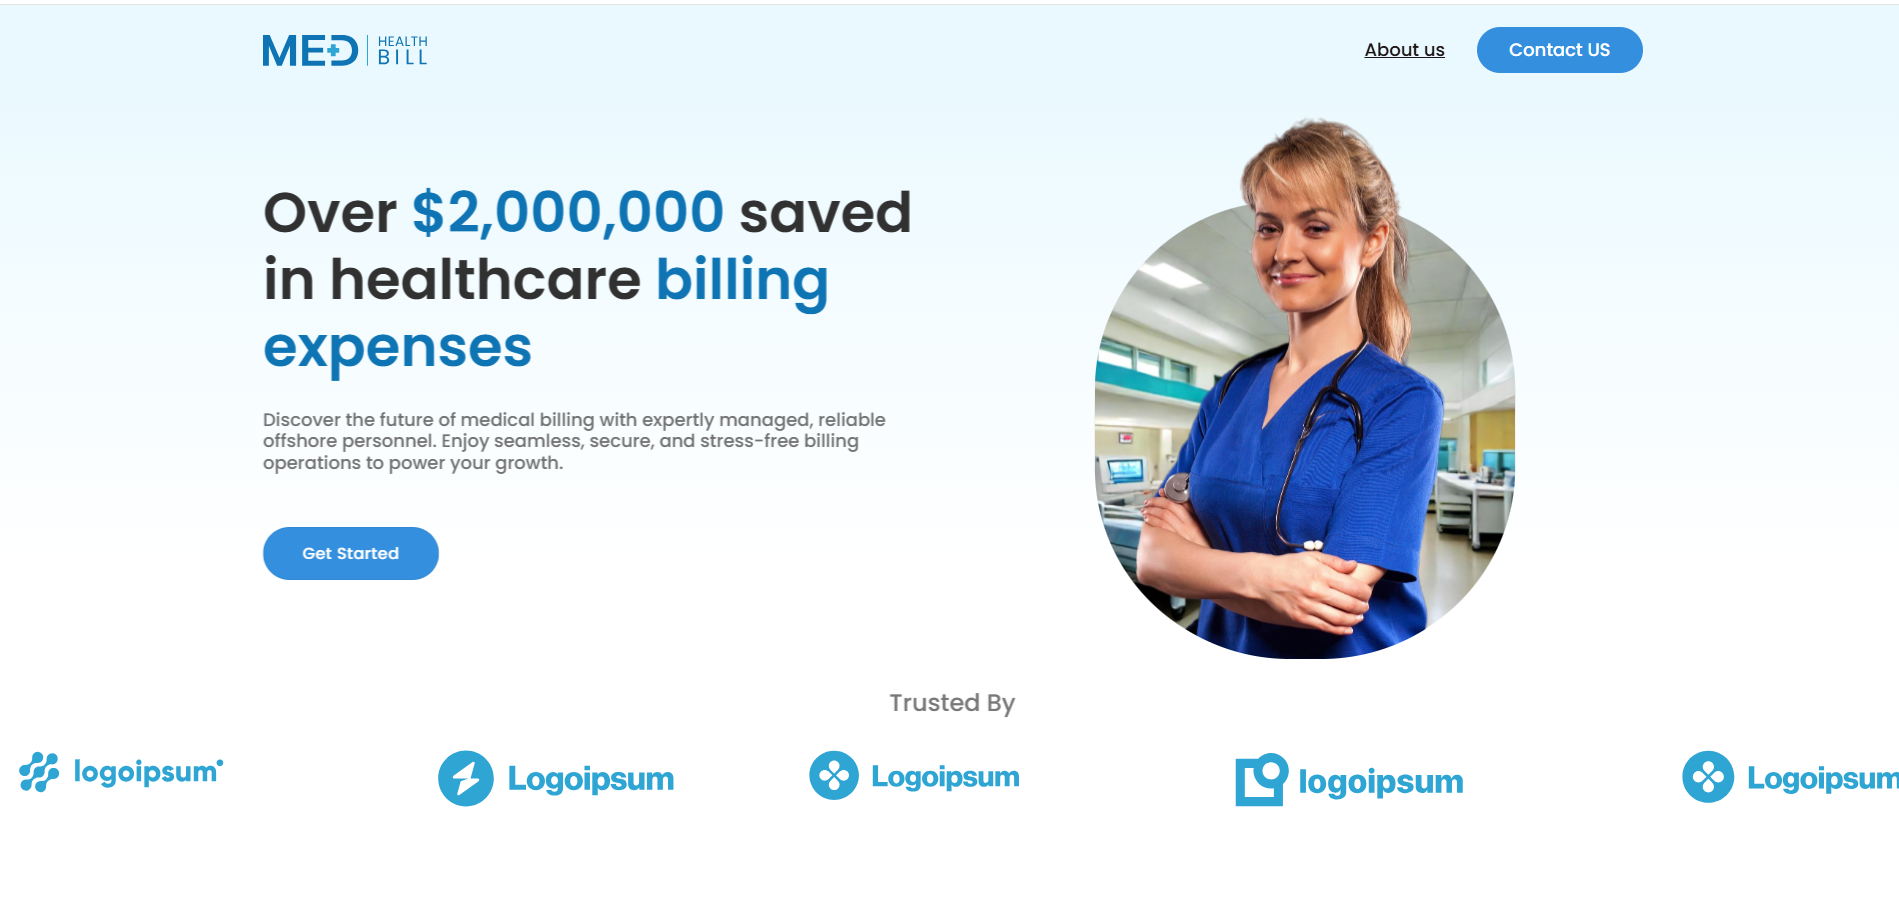 MED HEALTH BILL
About us
Contact US
Over $2,000,000 saved
in healthcare billing
expenses
Discover the future of medical billing with expertly managed, reliable
offshore personnel. Enjoy seamless, secure, and stress-free billing
operations to power your growth.
Get Started
Trusted By
logoipsum
Logoipsum
Logoipsum
logoipsum
Logoipsum